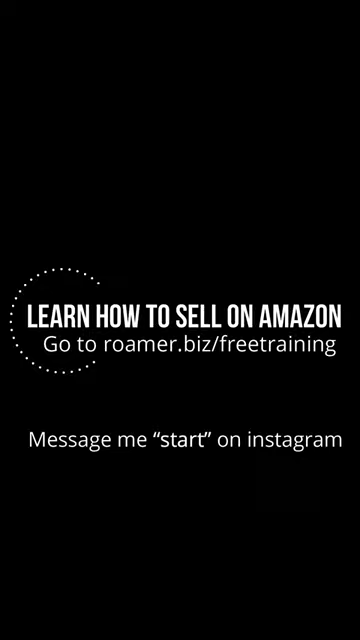 LEARN HOW TO SELL ON AMAZON
Go to roamer.biz/freetraining
Message me “start” on instagram